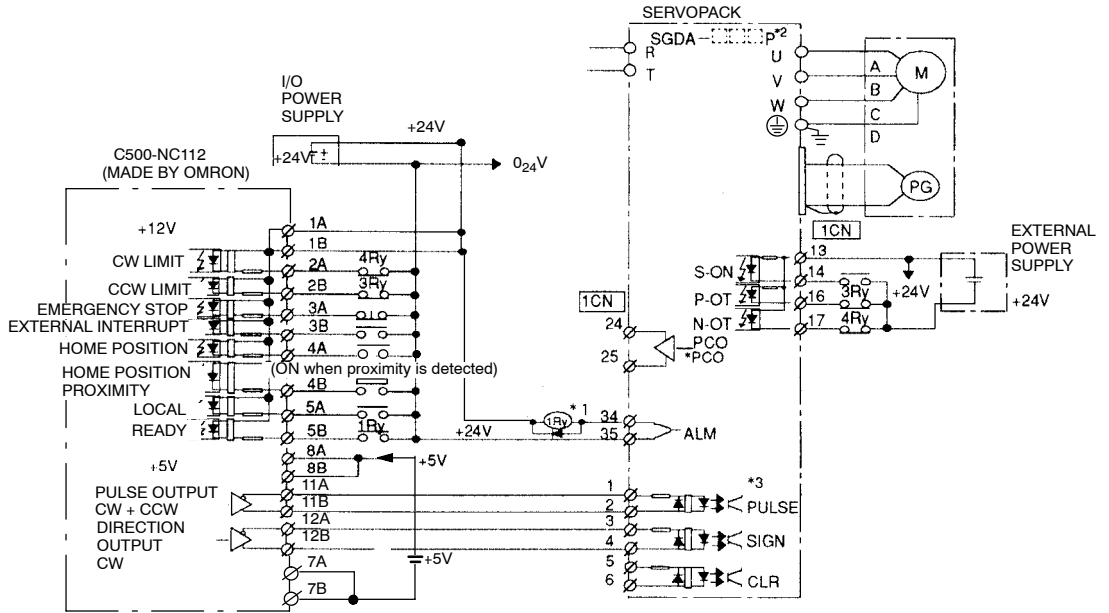 SERVOPACK
SGDA P*2
R
T
U
V
W
A
B
C
D
M
PG
1CN
I/O
POWER
SUPPLY
+24V
+24V
0₂₄V
C500-NC112
(MADE BY OMRON)
+12V
CW LIMIT
CCW LIMIT
EMERGENCY STOP
EXTERNAL INTERRUPT
HOME POSITION
HOME POSITION
PROXIMITY
LOCAL
READY
+5V
PULSE OUTPUT
CW + CCW
DIRECTION
OUTPUT
CW
1A
1B
2A
2B
3A
3B
4A
(ON when proximity is detected)
4B
5A
5B
8A
8B
11A
11B
12A
12B
7A
7B
4Ry
3Ry
1Ry
+5V
+5V
+24V
1Ry
*1
1CN
24
25
PCO
*PCO
34
35
ALM
S-ON
P-OT
N-OT
13
14
16
17
3Ry
4Ry
+24V
EXTERNAL
POWER
SUPPLY
+24V
1
2
3
4
5
6
*3
PULSE
SIGN
CLR